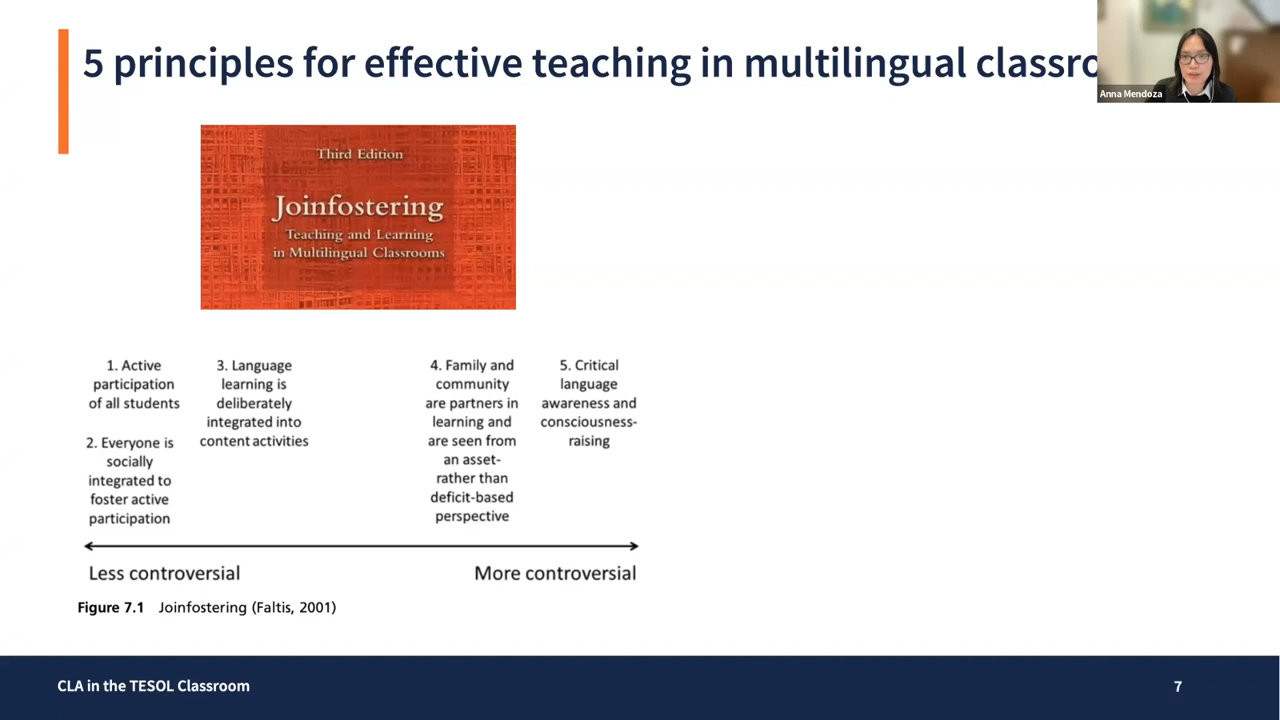 5 principles for effective teaching in multilingual classro
Anna Mendoza
Third Edition
Joinfostering
Teaching and Learning
in Multilingual Classrooms
1. Active
participation
of all students
2. Everyone is
socially
integrated to
foster active
participation
3. Language
learning is
deliberately
integrated into
content activities
4. Family and
community
are partners in
learning and
are seen from
an asset-
rather than
deficit-based
perspective
5. Critical
language
awareness and
consciousness-
raising
Less controversial
More controversial
Figure 7.1 Joinfostering (Faltis, 2001)
CLA in the TESOL Classroom
7